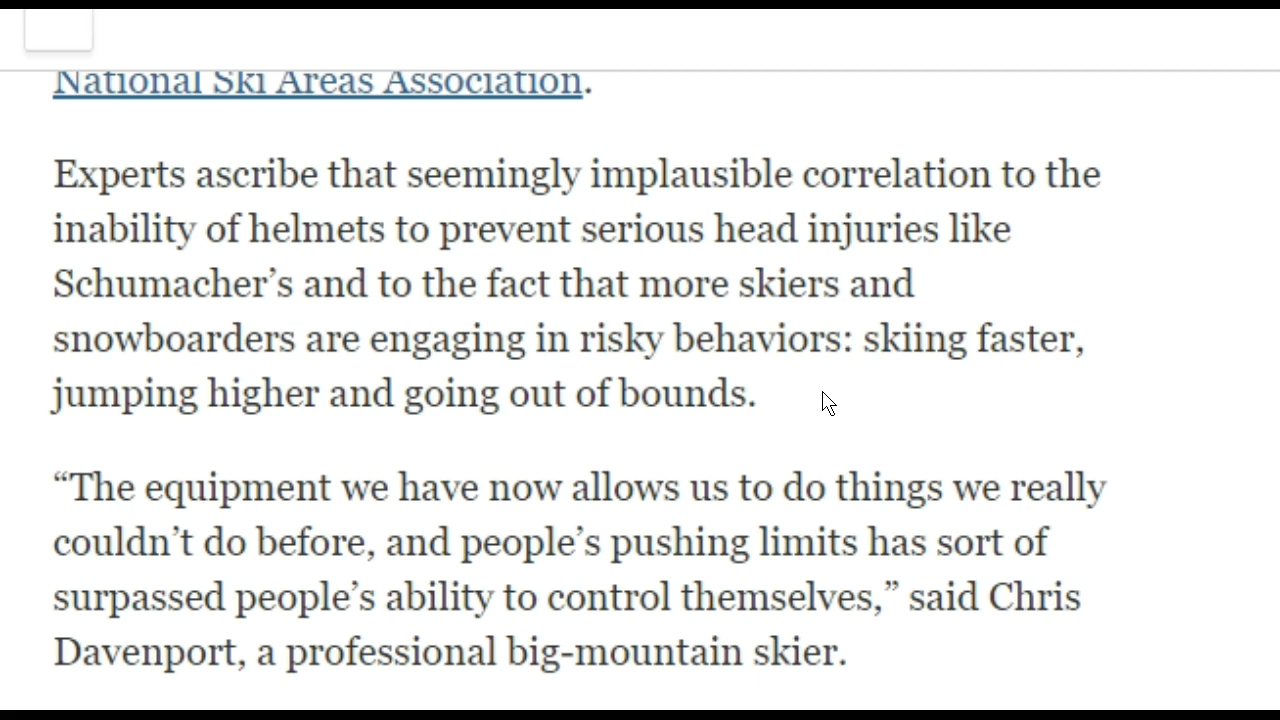 National Ski Areas Association.
Experts ascribe that seemingly implausible correlation to the
inability of helmets to prevent serious head injuries like
Schumacher’s and to the fact that more skiers and
snowboarders are engaging in risky behaviors: skiing faster,
jumping higher and going out of bounds.
“The equipment we have now allows us to do things we really
couldn’t do before, and people’s pushing limits has sort of
surpassed people’s ability to control themselves,” said Chris
Davenport, a professional big-mountain skier.